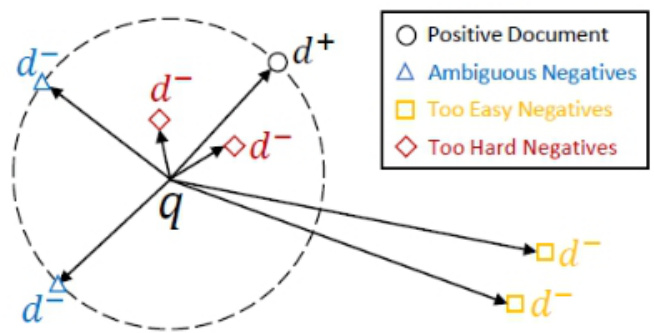 d⁺
d⁻
d⁻
d⁻
q
d⁻
d⁻
d⁻
Positive Document
Ambiguous Negatives
Too Easy Negatives
Too Hard Negatives